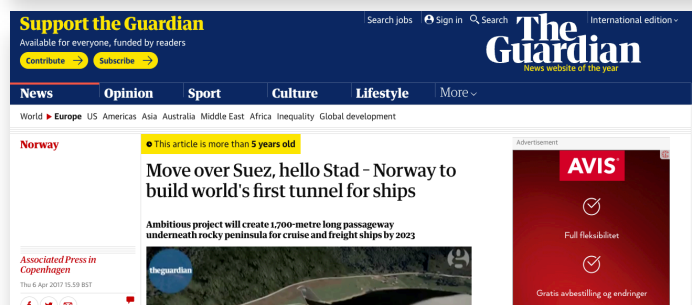 Support the Guardian
Available for everyone, funded by readers
Contribute →
Subscribe →
Search jobs
Sign in
Search
International edition
The Guardian
News website of the year
News Opinion Sport Culture Lifestyle More
World Europe US Americas Asia Australia Middle East Africa Inequality Global development
Norway
This article is more than 5 years old
Move over Suez, hello Stad – Norway to
build world's first tunnel for ships
Ambitious project will create 1,700-metre long passageway
underneath rocky peninsula for cruise and freight ships by 2023
Associated Press in
Copenhagen
Thu 6 Apr 2017 15.59 BST
theguardian
Advertisement
AVIS
Full fleksibilitet
Gratis avbestilling og endringer